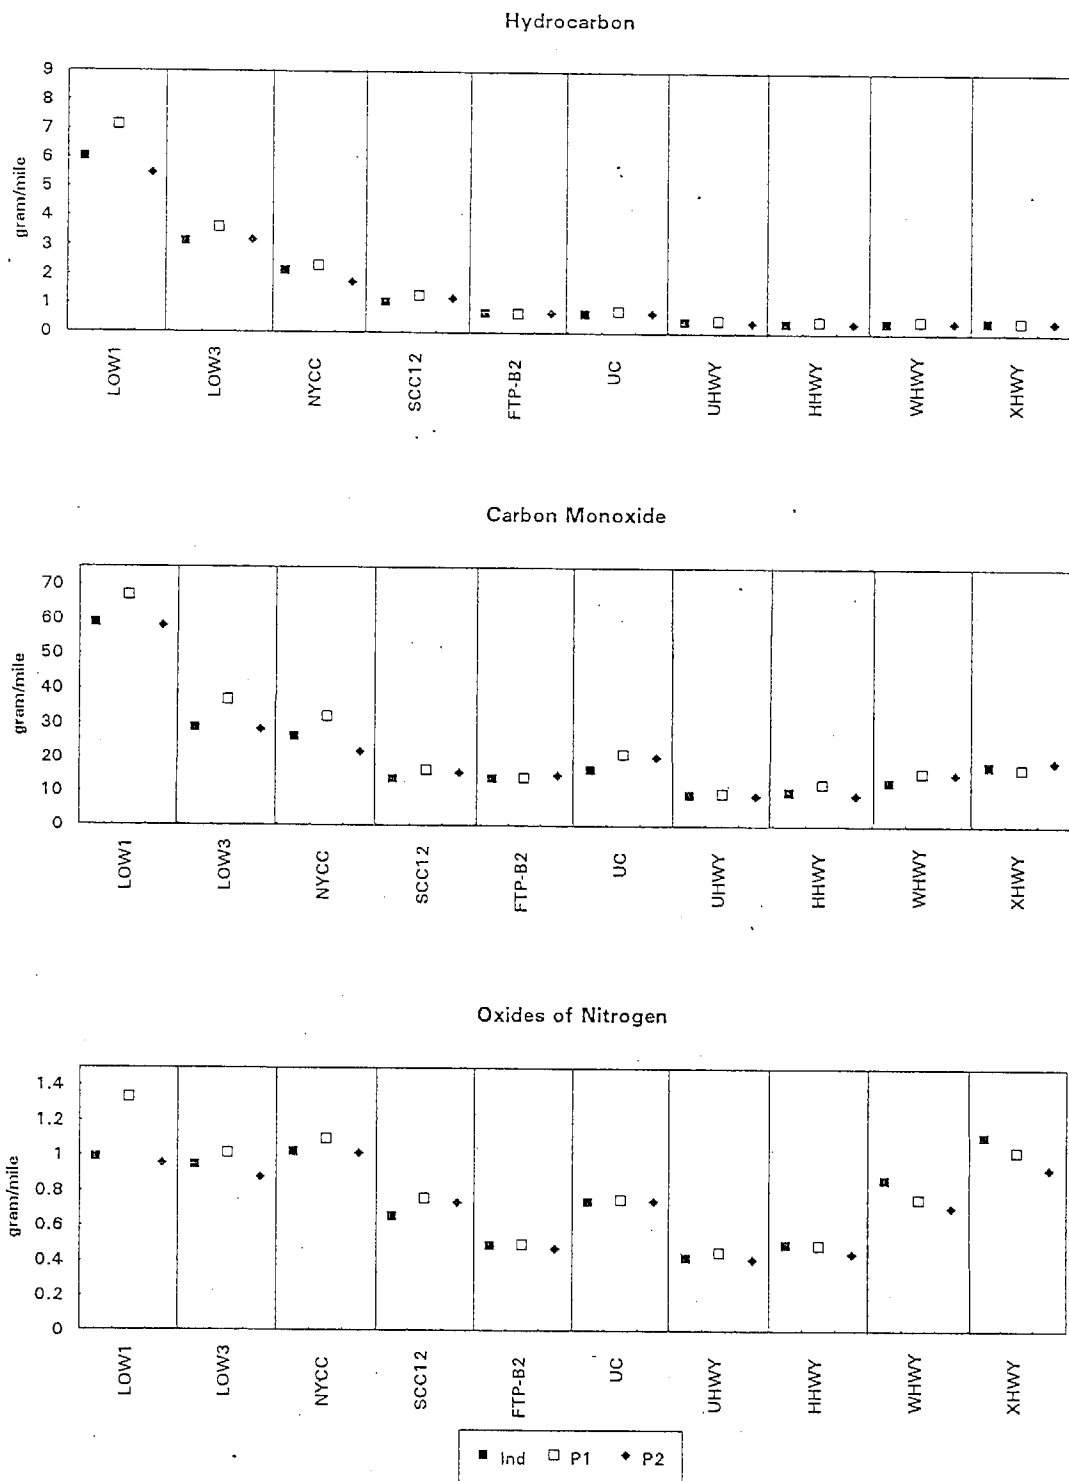 Hydrocarbon
9
8
7
6
5
4
3
2
1
0
gram/mile
LOW1
LOW3
NYCC
SCC12
FTP-B2
UC
UHWY
HHWY
WHWY
XHWY
Carbon Monoxide
70
60
50
40
30
20
10
0
gram/mile
LOW1
LOW3
NYCC
SCC12
FTP-B2
UC
UHWY
HHWY
WHWY
XHWY
Oxides of Nitrogen
1.4
1.2
1
0.8
0.6
0.4
0.2
0
gram/mile
LOW1
LOW3
NYCC
SCC12
FTP-B2
UC
UHWY
HHWY
WHWY
XHWY
Ind P1 P2